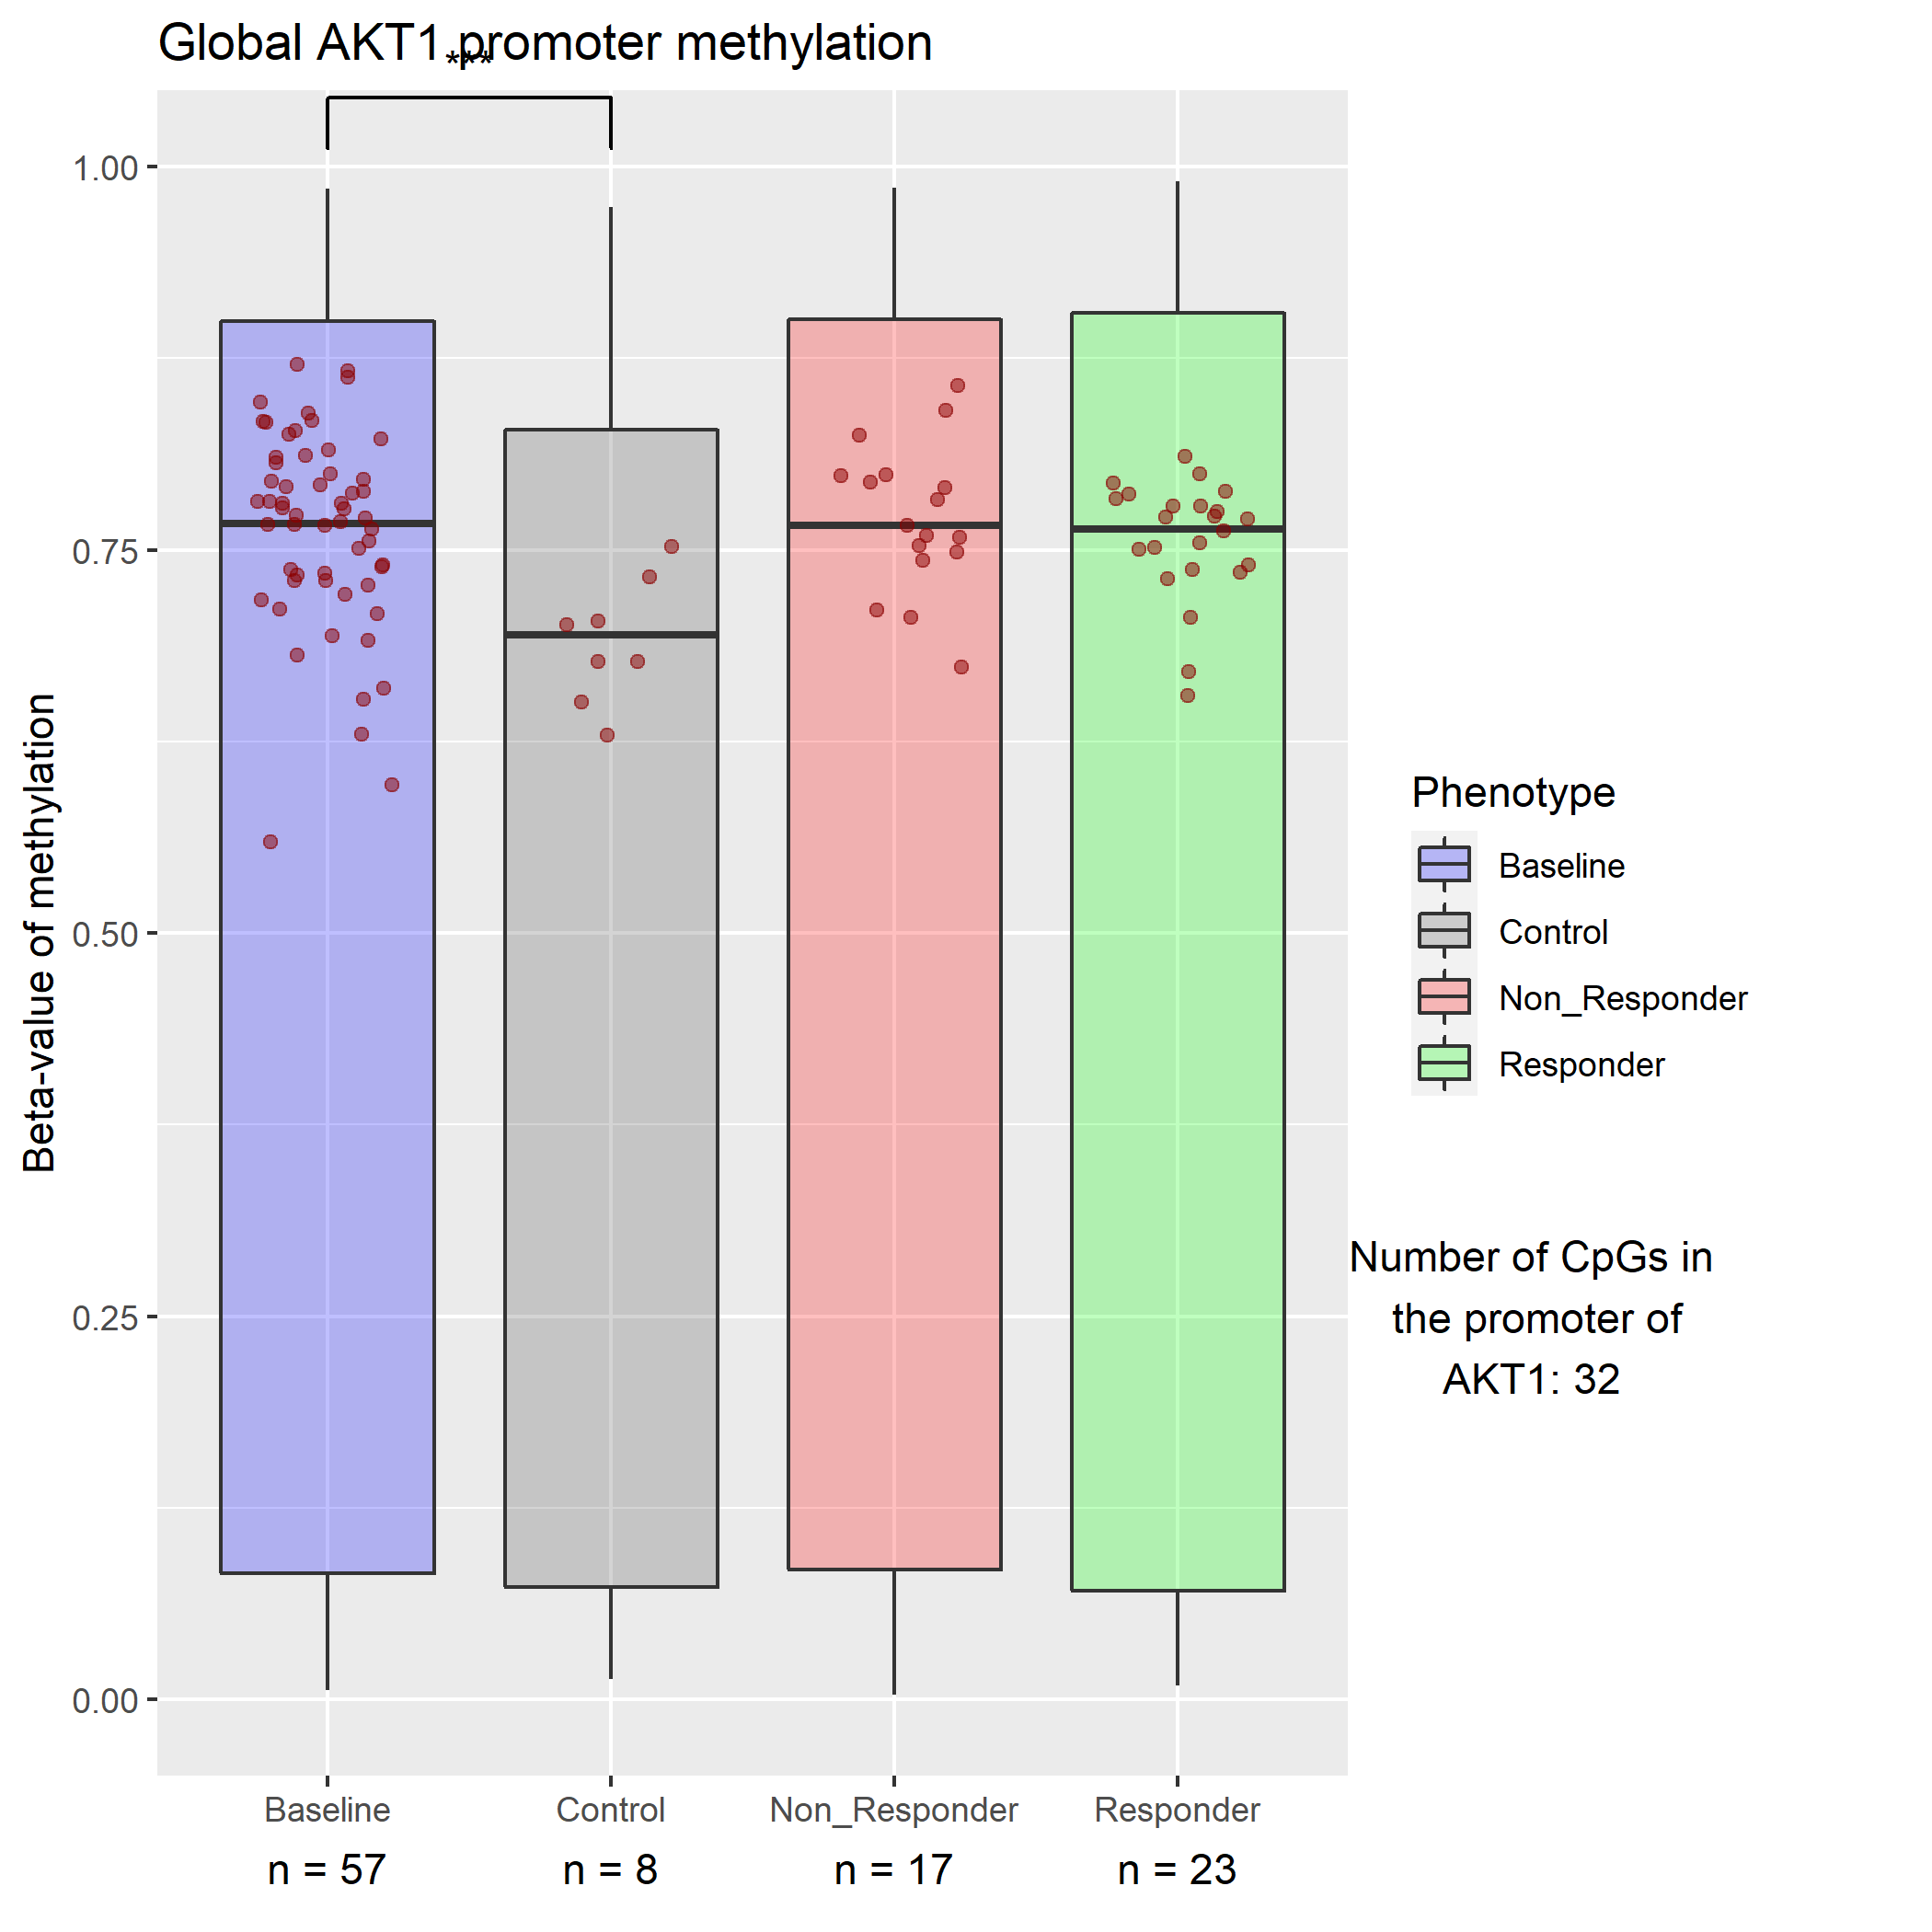 Global AKT1 promoter methylation
***
1.00
0.75
0.50
0.25
0.00
Beta-value of methylation
Baseline
Control
Non_Responder
Responder
n = 57
n = 8
n = 17
n = 23
Phenotype
Baseline
Control
Non_Responder
Responder
Number of CpGs in
the promoter of
AKT1: 32